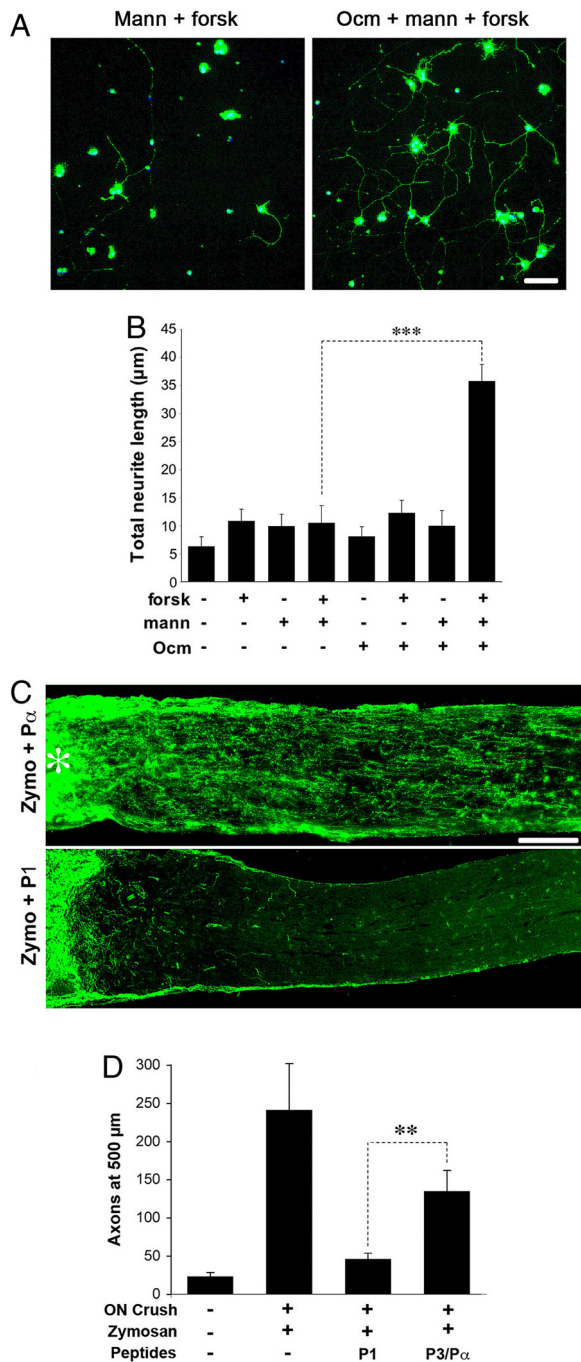 A
Mann + forsk
Ocm + mann + forsk
B
Total neurite length (µm)
45
40
35
30
25
20
15
10
5
0
***
forsk - + - + - + - +
mann - - + + - - + +
Ocm - - - - + + + +
C
Zymo + Pα
*
Zymo + P1
D
Axons at 500 µm
300
250
200
150
100
50
0
**
ON Crush - + + +
Zymosan - + + +
Peptides - - P1 P3/Pα